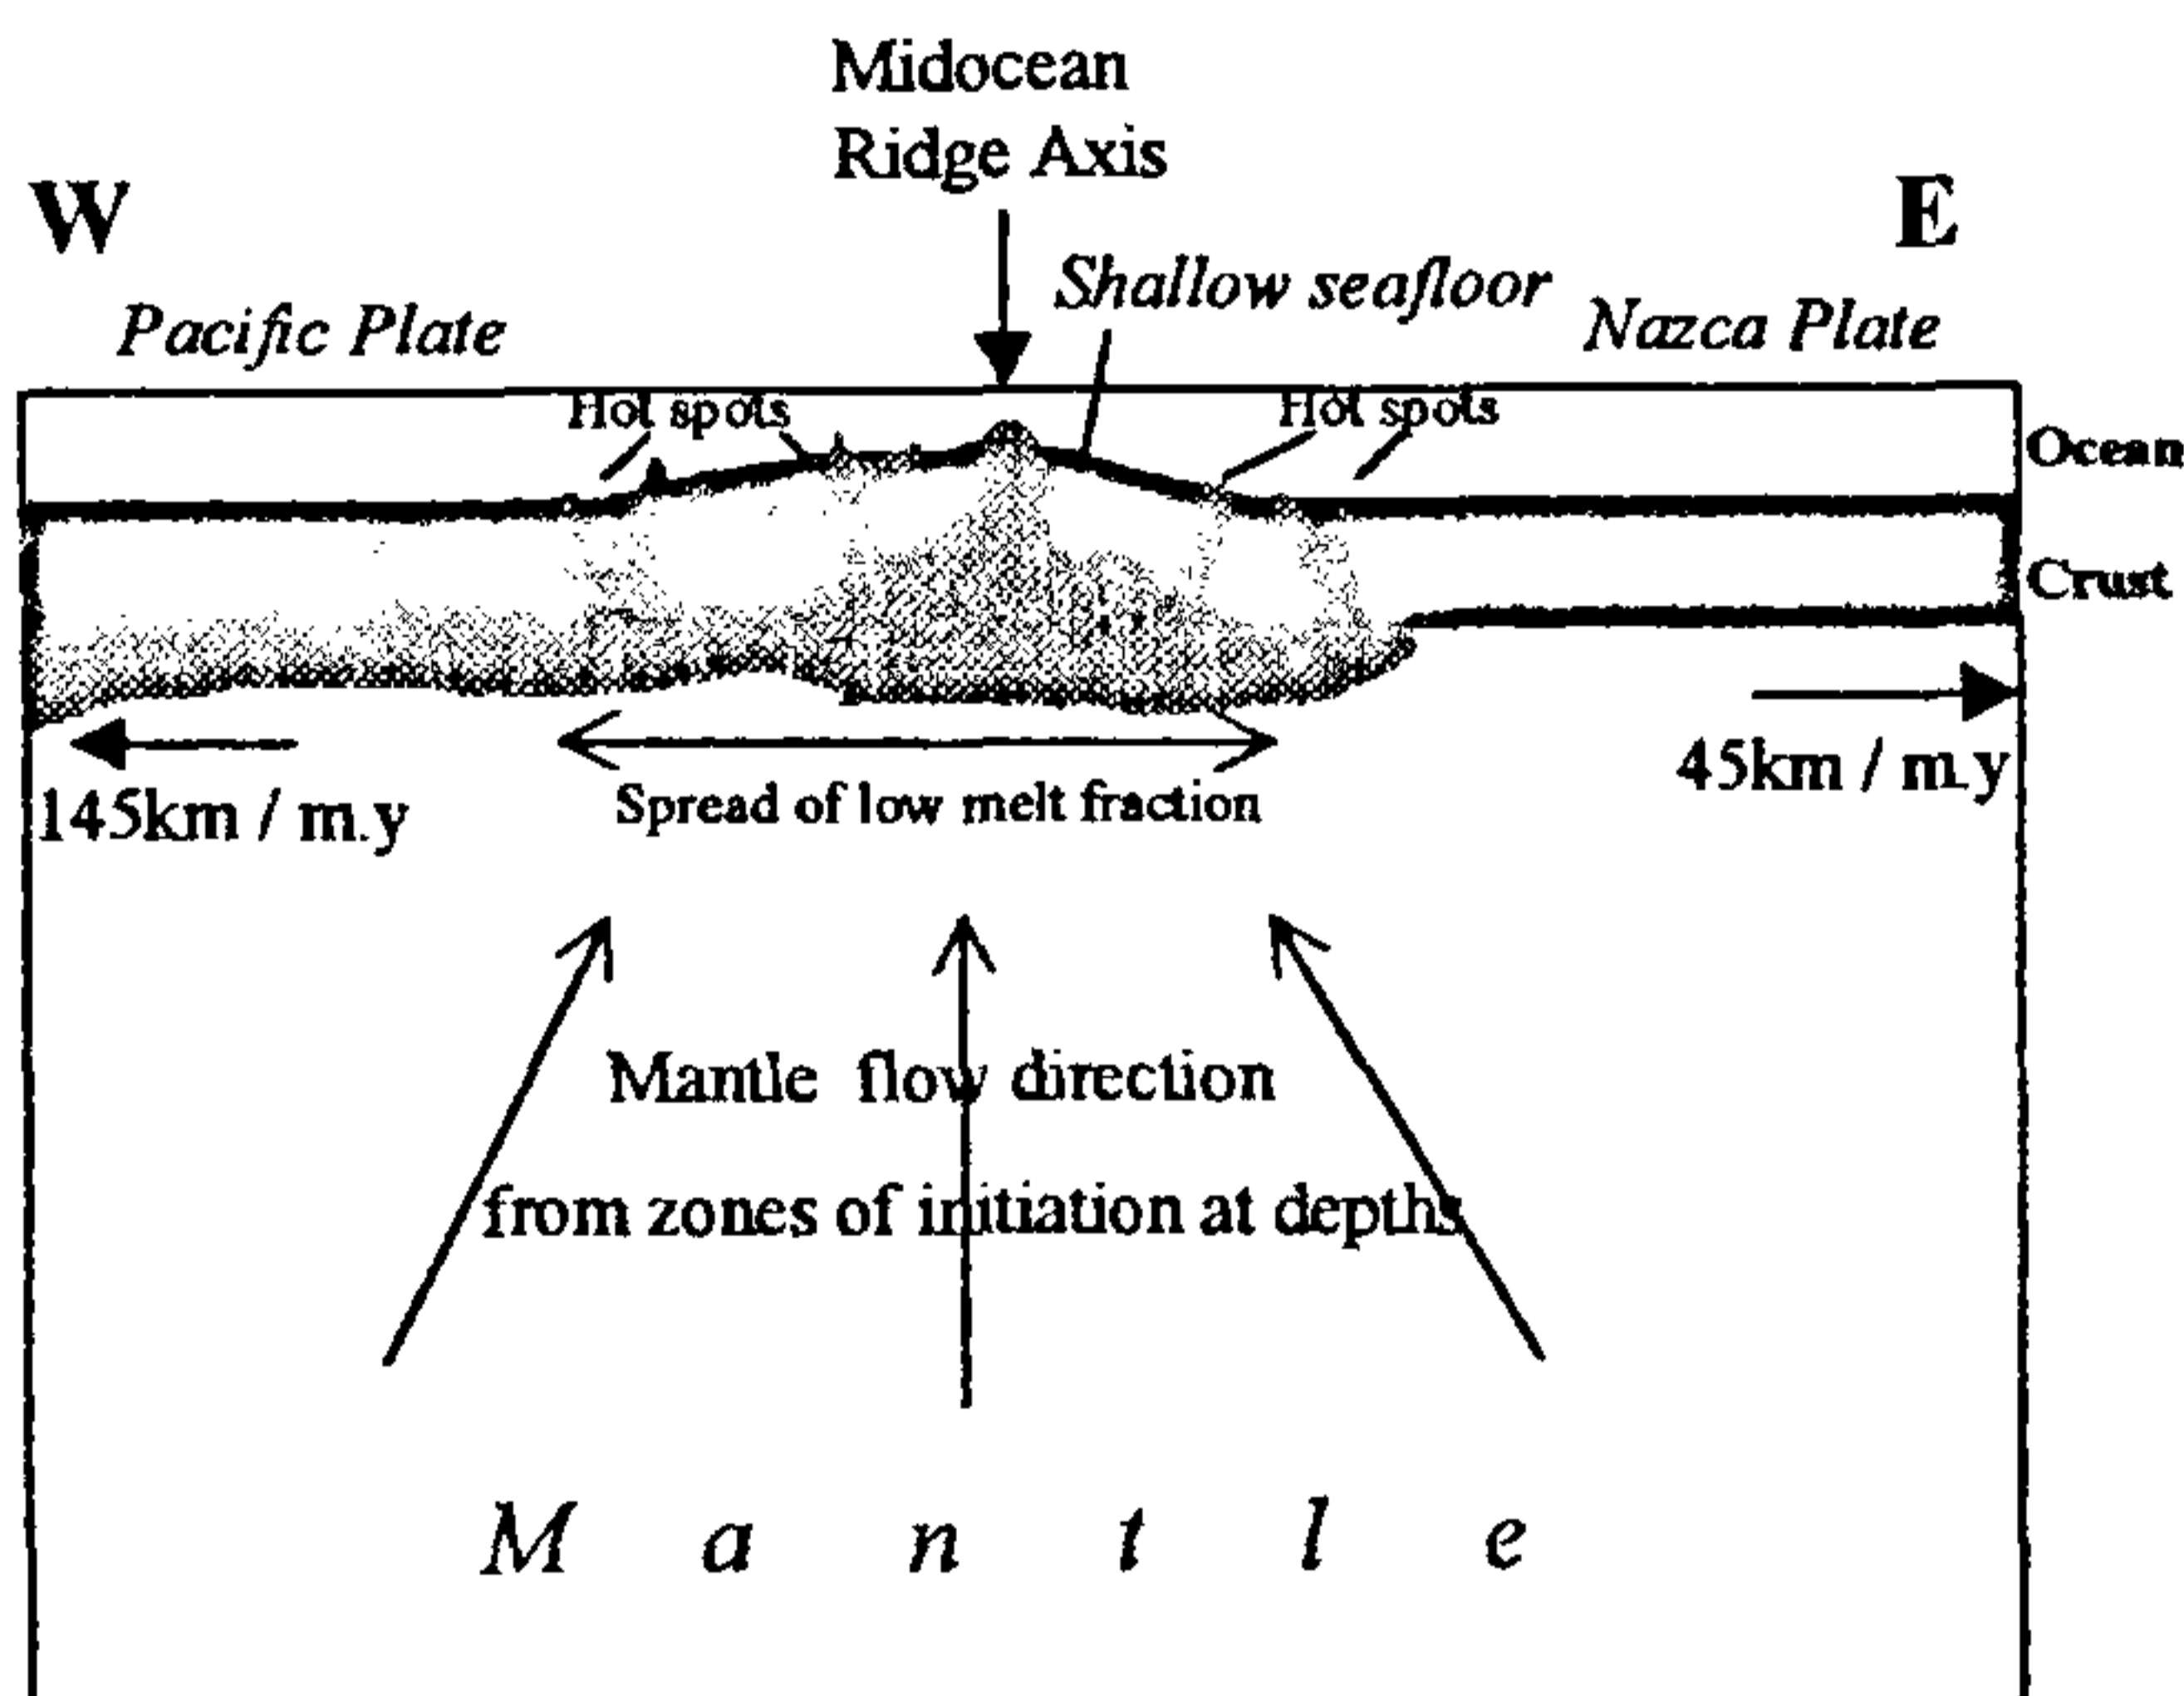 Midocean
Ridge Axis
W
E
Shallow seafloor
Pacific Plate
Nazca Plate
Hot spots
Hot spots
Ocean
Crust
145km / m.y
45km / m.y
Spread of low melt fraction
Mantle flow direction
from zones of initiation at depths
Mantle